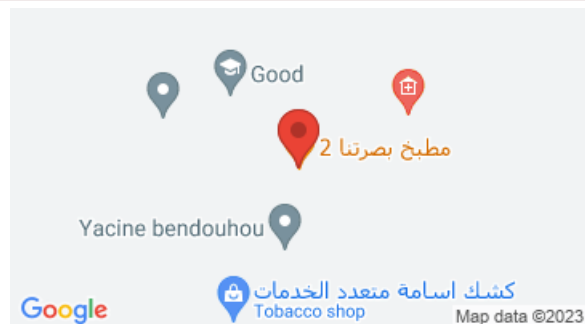 Good
مطبخ بصرتنا 2
Yacine bendouhou
كشك اسامة متعدد الخدمات
Tobacco shop
Google
Map data ©2023